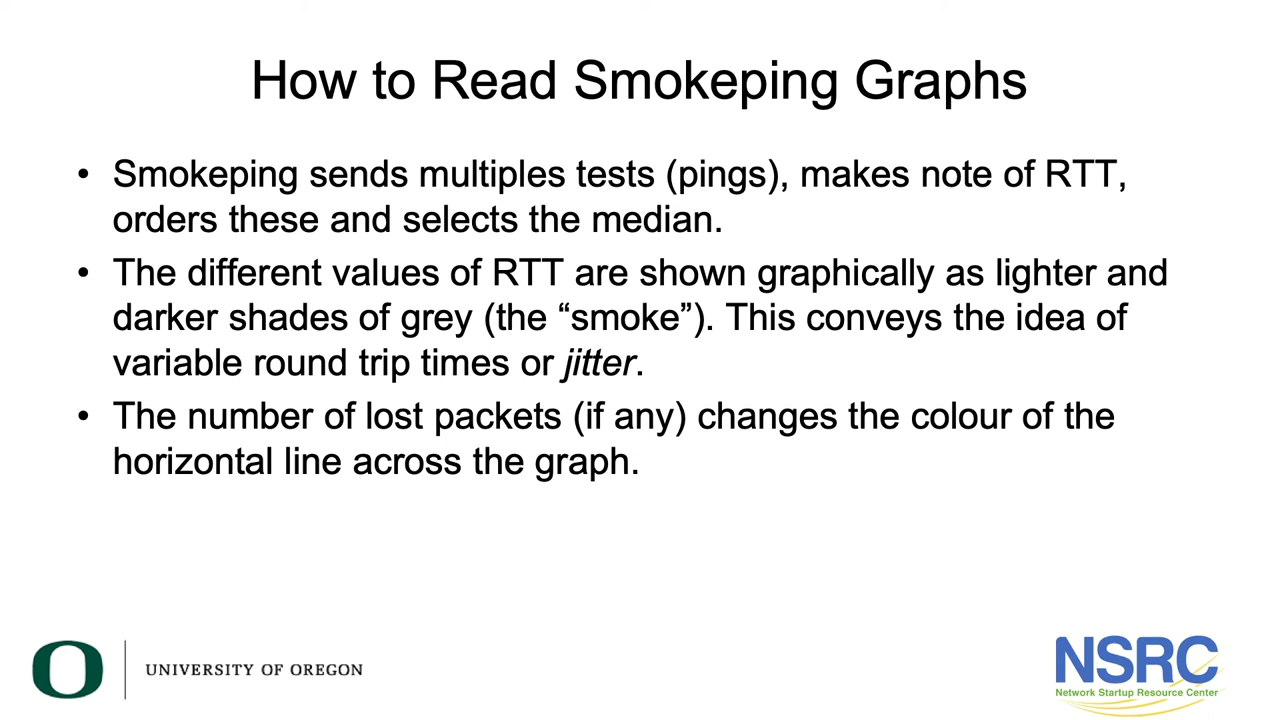 How to Read Smokeping Graphs
• Smokeping sends multiples tests (pings), makes note of RTT,
orders these and selects the median.
• The different values of RTT are shown graphically as lighter and
darker shades of grey (the “smoke”). This conveys the idea of
variable round trip times or jitter.
• The number of lost packets (if any) changes the colour of the
horizontal line across the graph.
O
UNIVERSITY OF OREGON
NSRC
Network Startup Resource Center